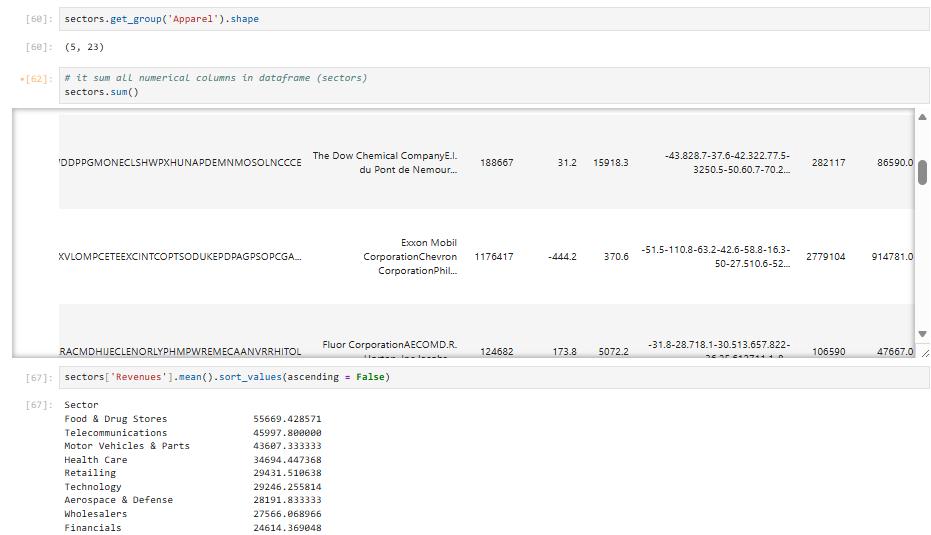 [60]: sectors.get_group('Apparel').shape
[60]: (5, 23)
*[62]: # it sum all numerical columns in dataframe (sectors)
sectors.sum()
The Dow Chemical CompanyE.I.
DDPPGMONECLSHWPXHUNAPDEMNMOSOLNCCCE 188667 31.2 15918.3 282117 86590.0
du Pont de Nemour...
-43.828.7-37.6-42.322.77.5-
3250.5-50.60.7-70.2...
Exxon Mobil
XVLOMPCETEEXCINTCOPTSODUKEPDPAGPSOPCGA... CorporationChevron 1176417 -444.2 370.6 2779104 914781.0
CorporationPhil...
-51.5-110.8-63.2-42.6-58.8-16.3-
50-27.510.6-52...
Fluor CorporationAECOMD.R.
RACMDHIJECLENORLYPHMPWREMECAANVRRHITOL 124682 173.8 5072.2 106590 47667.0
-31.8-28.718.1-30.513.657.822-
[67]: sectors['Revenues'].mean().sort_values(ascending = False)
[67]: Sector
Food & Drug Stores 55669.428571
Telecommunications 45997.800000
Motor Vehicles & Parts 43607.333333
Health Care 34694.447368
Retailing 29431.510638
Technology 29246.255814
Aerospace & Defense 28191.833333
Wholesalers 27566.068966
Financials 24614.369048